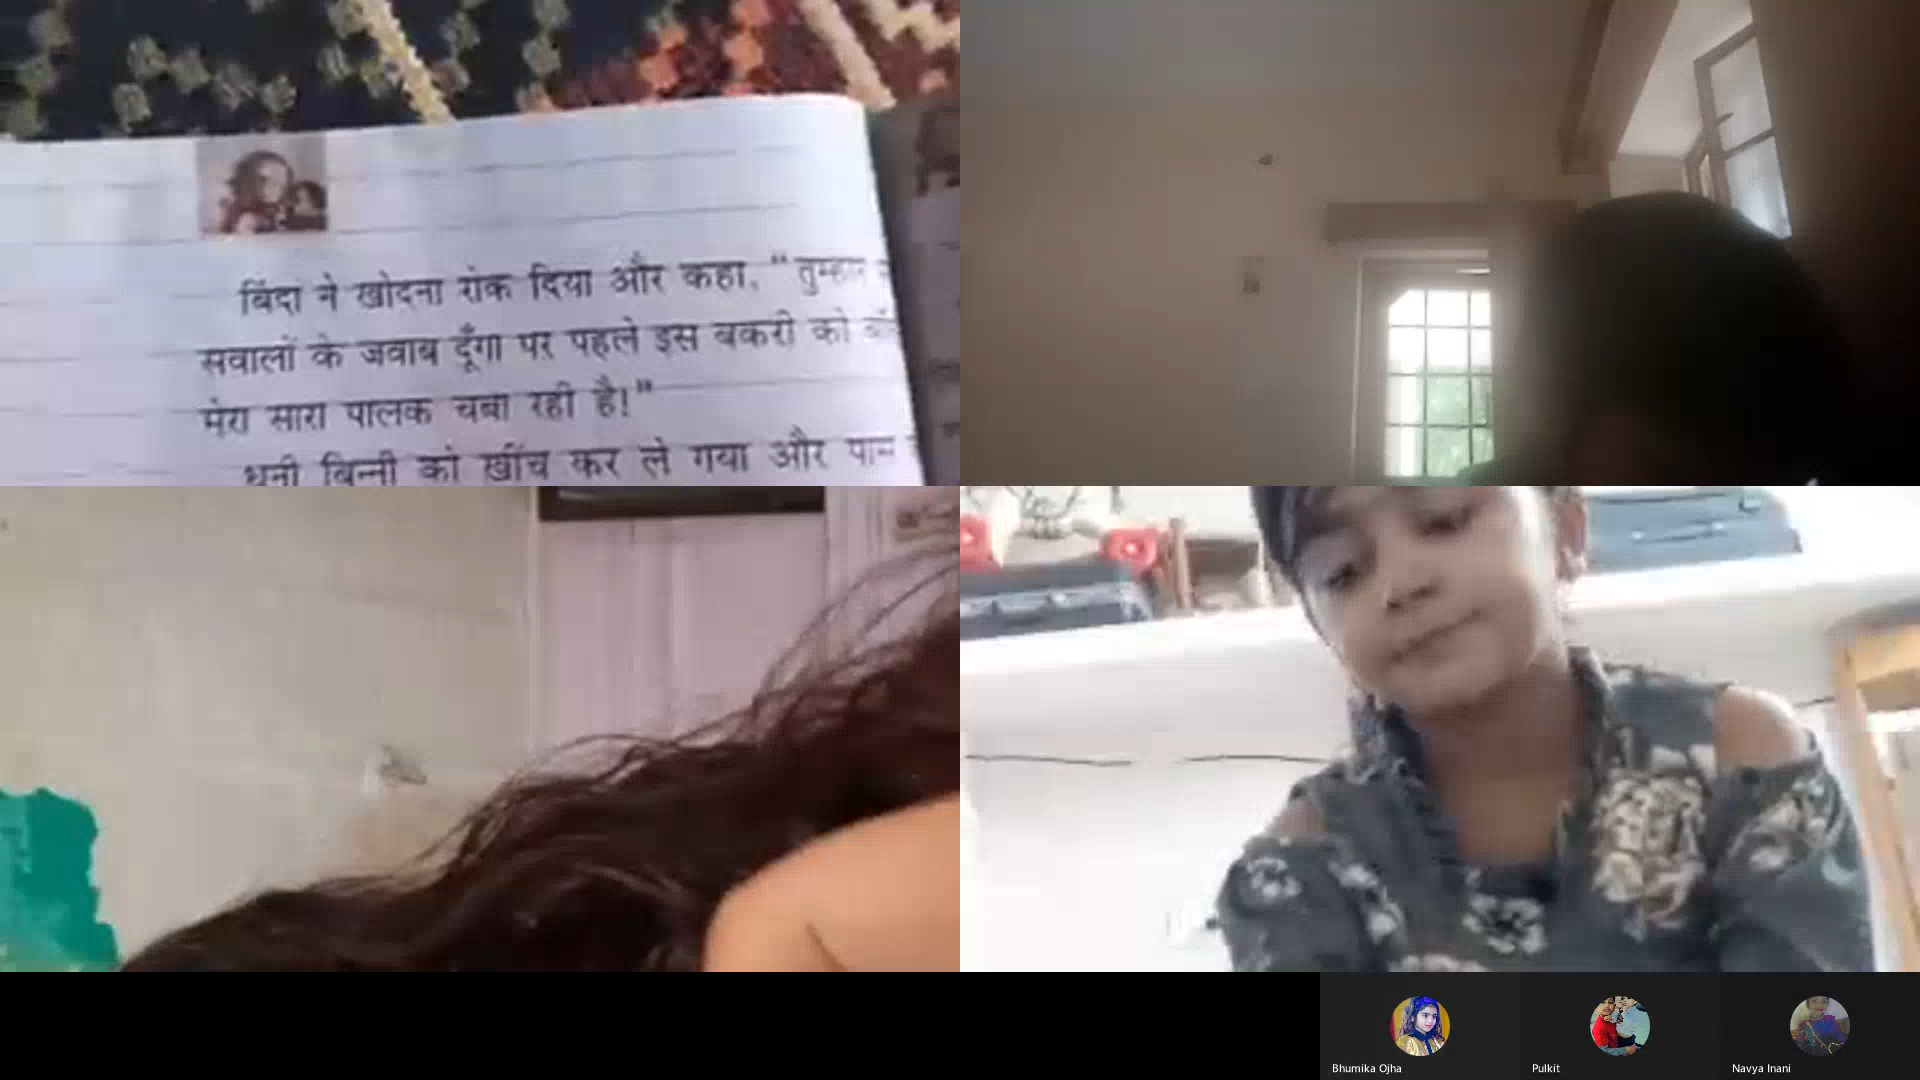 बिंदा ने खोदना रोक दिया और कहा, "तुम्हारे
सवालों के जवाब दूँगा पर पहले इस बकरी को
मेरा सारा पालक चबा रही है!"
धनी बिन्नी को खींच कर ले गया और पास
Bhumika Ojha
Pulkit
Navya Inani